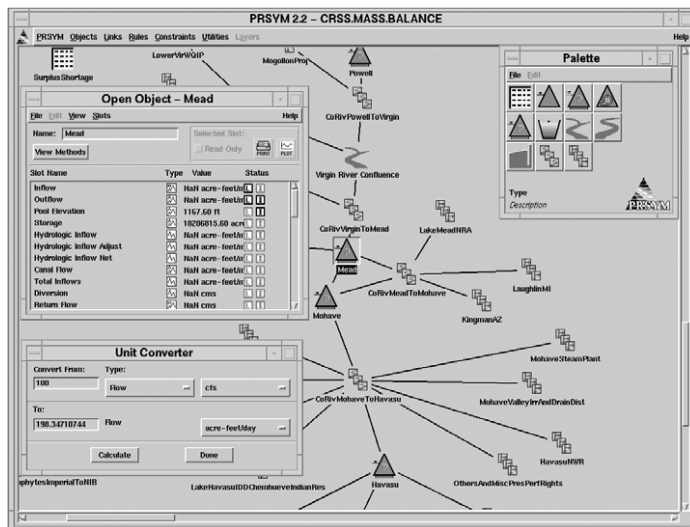 PRSYM 2.2 – CRSS.MASS.BALANCE
PRSYM Objects Links Rules Constraints Utilities Layers Help
LowerVirWQIP
MogollonProj
SurplusShortage
Powell
CoRivPowellToVirgin
Virgin River Confluence
CoRivVirginToMead
LakeMeadNRA
Mead
CoRivMeadToMohave
LaughlinMI
KingmanAZ
Mohave
MohaveSteamPlant
CoRivMohaveToHavasu
MohaveValleyIrrAndDrainDist
HavasuNWR
OthersAndMiscPresPerfRights
Havasu
LakeHavasuIDDChemhueveIndianRes
phytesImperialToNIB
Open Object – Mead
File Edit View Slots Help
Name: Mead
Selected Slot:
View Methods
Read Only
PRINT PLOT
Slot Name Type Value Status
Inflow NaN acre-feet/m L I
Outflow NaN acre-feet/m L I
Pool Elevation 1167.60 ft L I
Storage 18206815.60 acre L I
Hydrologic Inflow NaN acre-feet/m L I
Hydrologic Inflow Adjust NaN acre-feet/m L I
Hydrologic Inflow Net NaN acre-feet/m L I
Canal Flow NaN acre-feet/m L I
Total Inflows NaN acre-feet/m L I
Diversion NaN cms L I
Return Flow NaN cms L I
Unit Converter
Convert From: Type:
100 Flow cfs
To:
198.34710744 Flow acre-feet/day
Calculate Done
Palette
File Edit
Type
Description
PRSYM